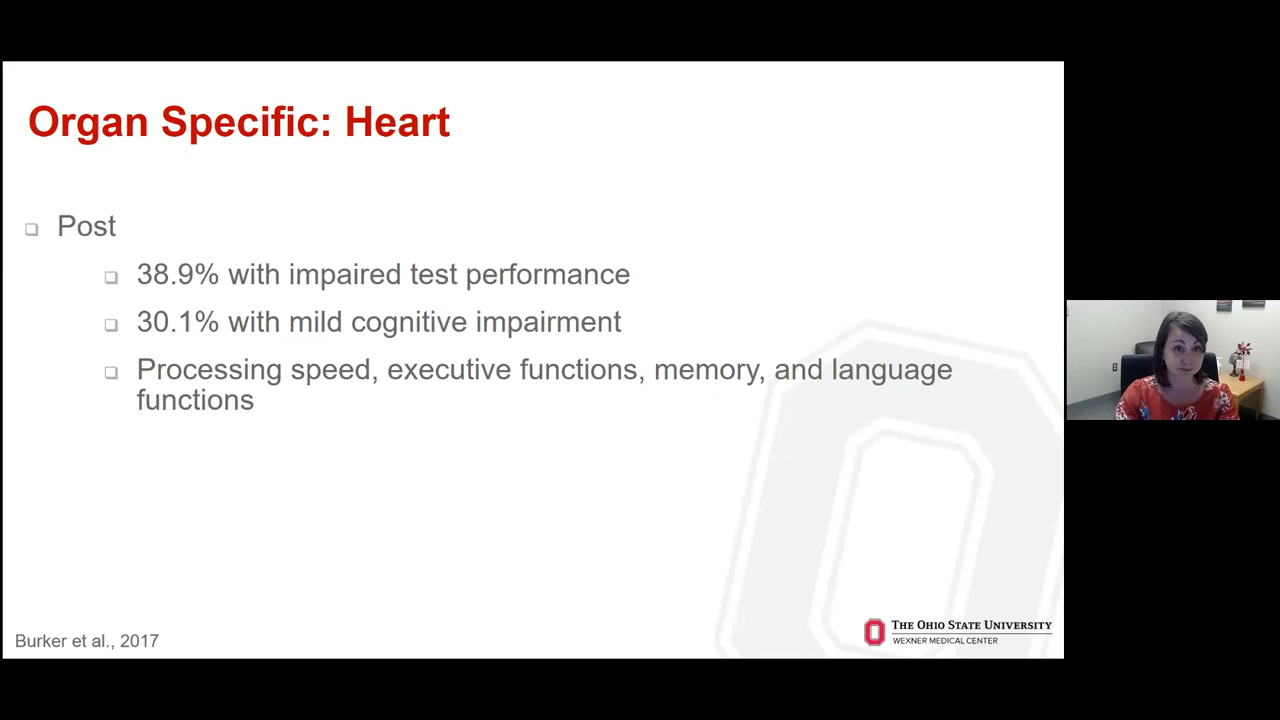 Organ Specific: Heart
Post
38.9% with impaired test performance
30.1% with mild cognitive impairment
Processing speed, executive functions, memory, and language
functions
Burker et al., 2017
THE OHIO STATE UNIVERSITY
WEXNER MEDICAL CENTER